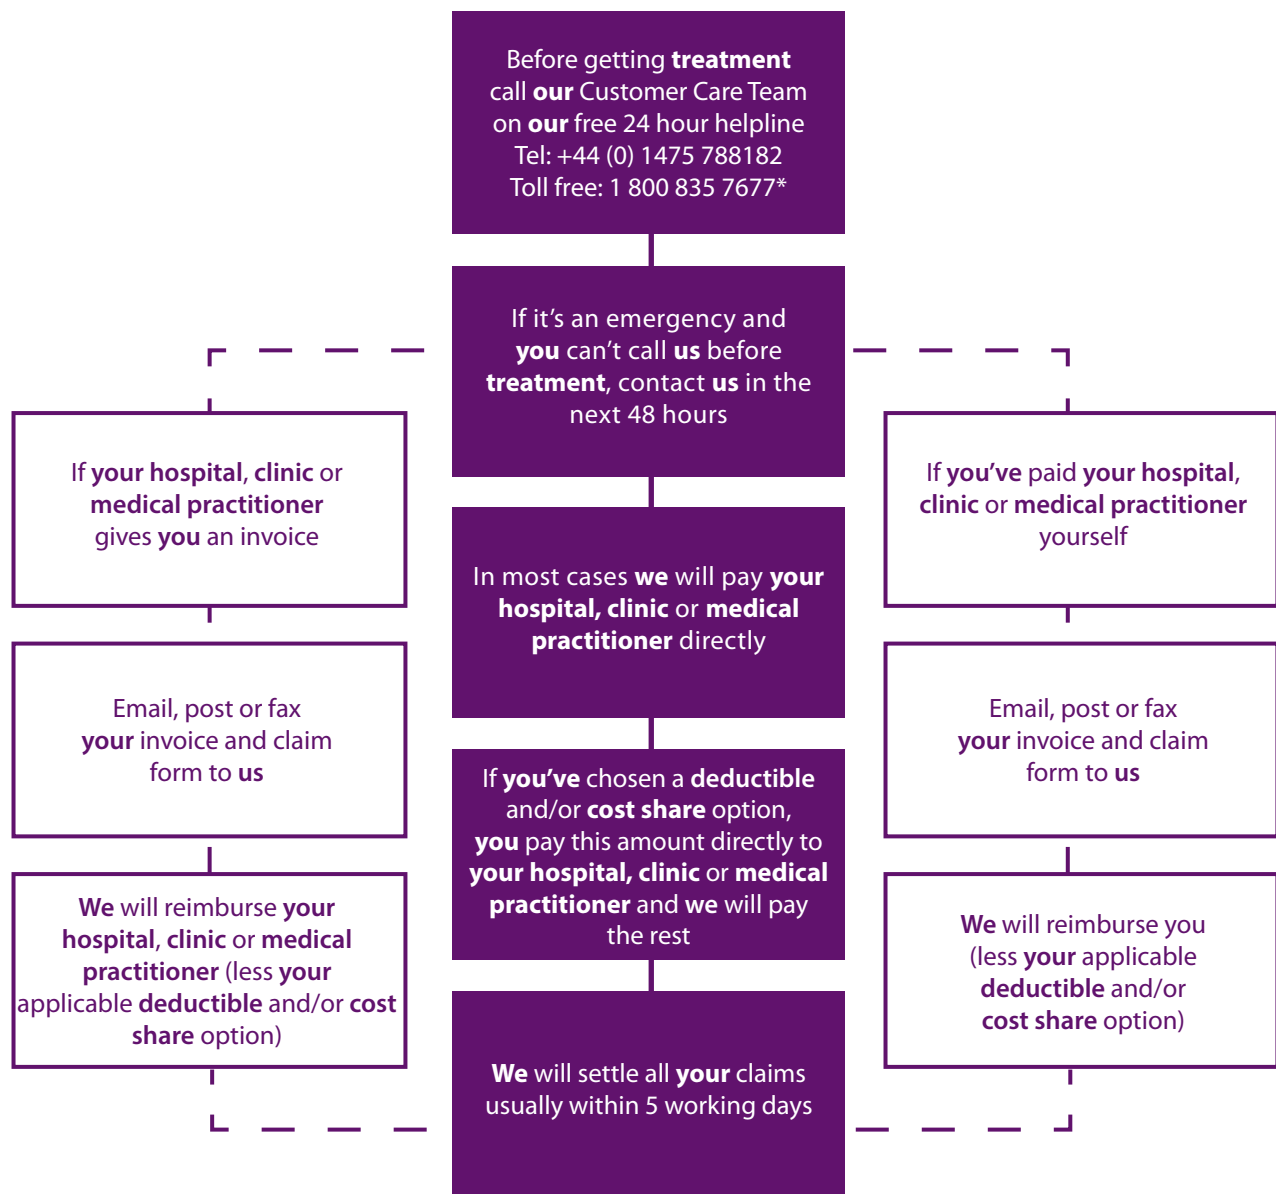 Before getting treatment
call our Customer Care Team
on our free 24 hour helpline
Tel: +44 (0) 1475 788182
Toll free: 1 800 835 7677*
If it’s an emergency and
you can’t call us before
treatment, contact us in the
next 48 hours
In most cases we will pay your
hospital, clinic or medical
practitioner directly
If you’ve chosen a deductible
and/or cost share option,
you pay this amount directly to
your hospital, clinic or medical
practitioner and we will pay
the rest
We will settle all your claims
usually within 5 working days
If your hospital, clinic or
medical practitioner
gives you an invoice
Email, post or fax
your invoice and claim
form to us
We will reimburse your
hospital, clinic or medical
practitioner (less your
applicable deductible and/or cost
share option)
If you’ve paid your hospital,
clinic or medical practitioner
yourself
Email, post or fax
your invoice and claim
form to us
We will reimburse you
(less your applicable
deductible and/or
cost share option)